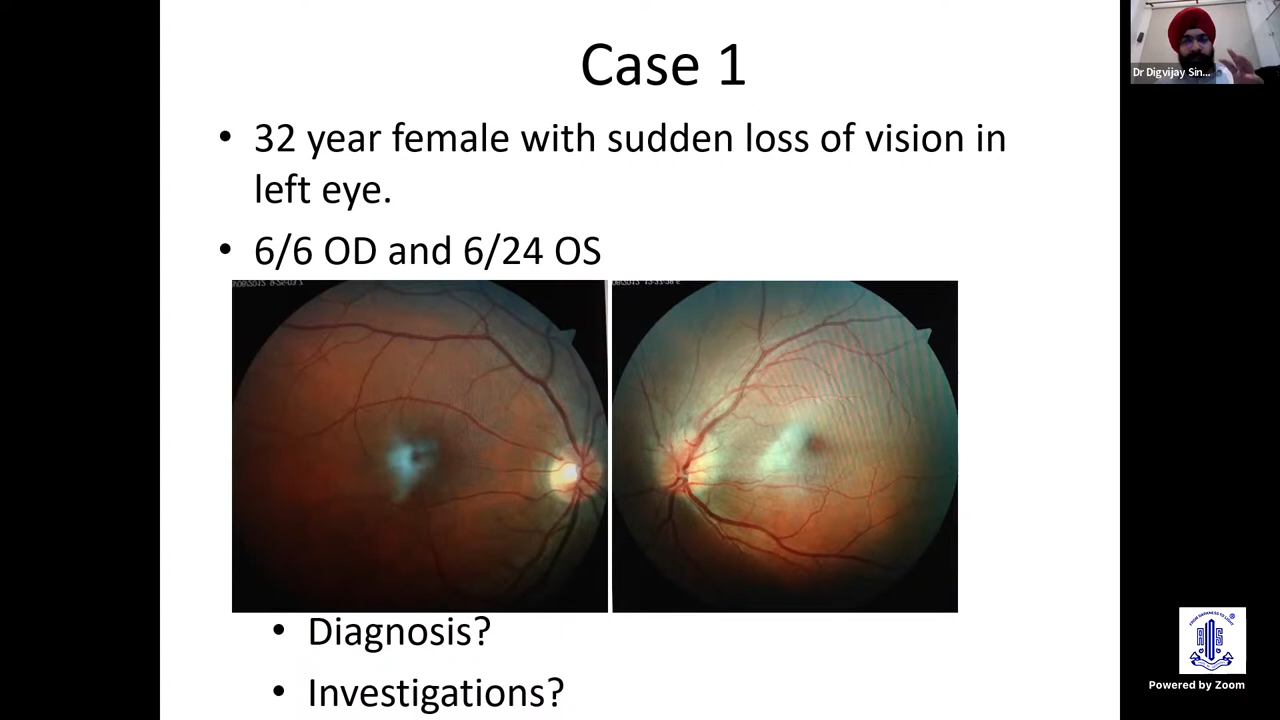 Case 1
Dr Digvijay Sin...
• 32 year female with sudden loss of vision in
left eye.
• 6/6 OD and 6/24 OS
• Diagnosis?
• Investigations?
Powered by Zoom